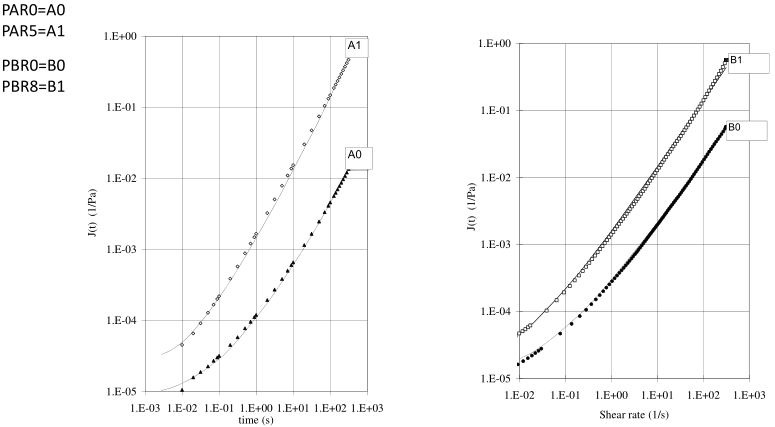 PAR0=A0
PAR5=A1
PBR0=B0
PBR8=B1
1.E+00
1.E-01
1.E-02
1.E-03
1.E-04
1.E-05
J(t) (1/Pa)
A1
A0
1.E-03 1.E-02 1.E-01 1.E+00 1.E+01 1.E+02 1.E+03
time (s)
1.E+00
1.E-01
1.E-02
1.E-03
1.E-04
1.E-05
J(t) (1/Pa)
B1
B0
1.E-02 1.E-01 1.E+00 1.E+01 1.E+02 1.E+03
Shear rate (1/s)